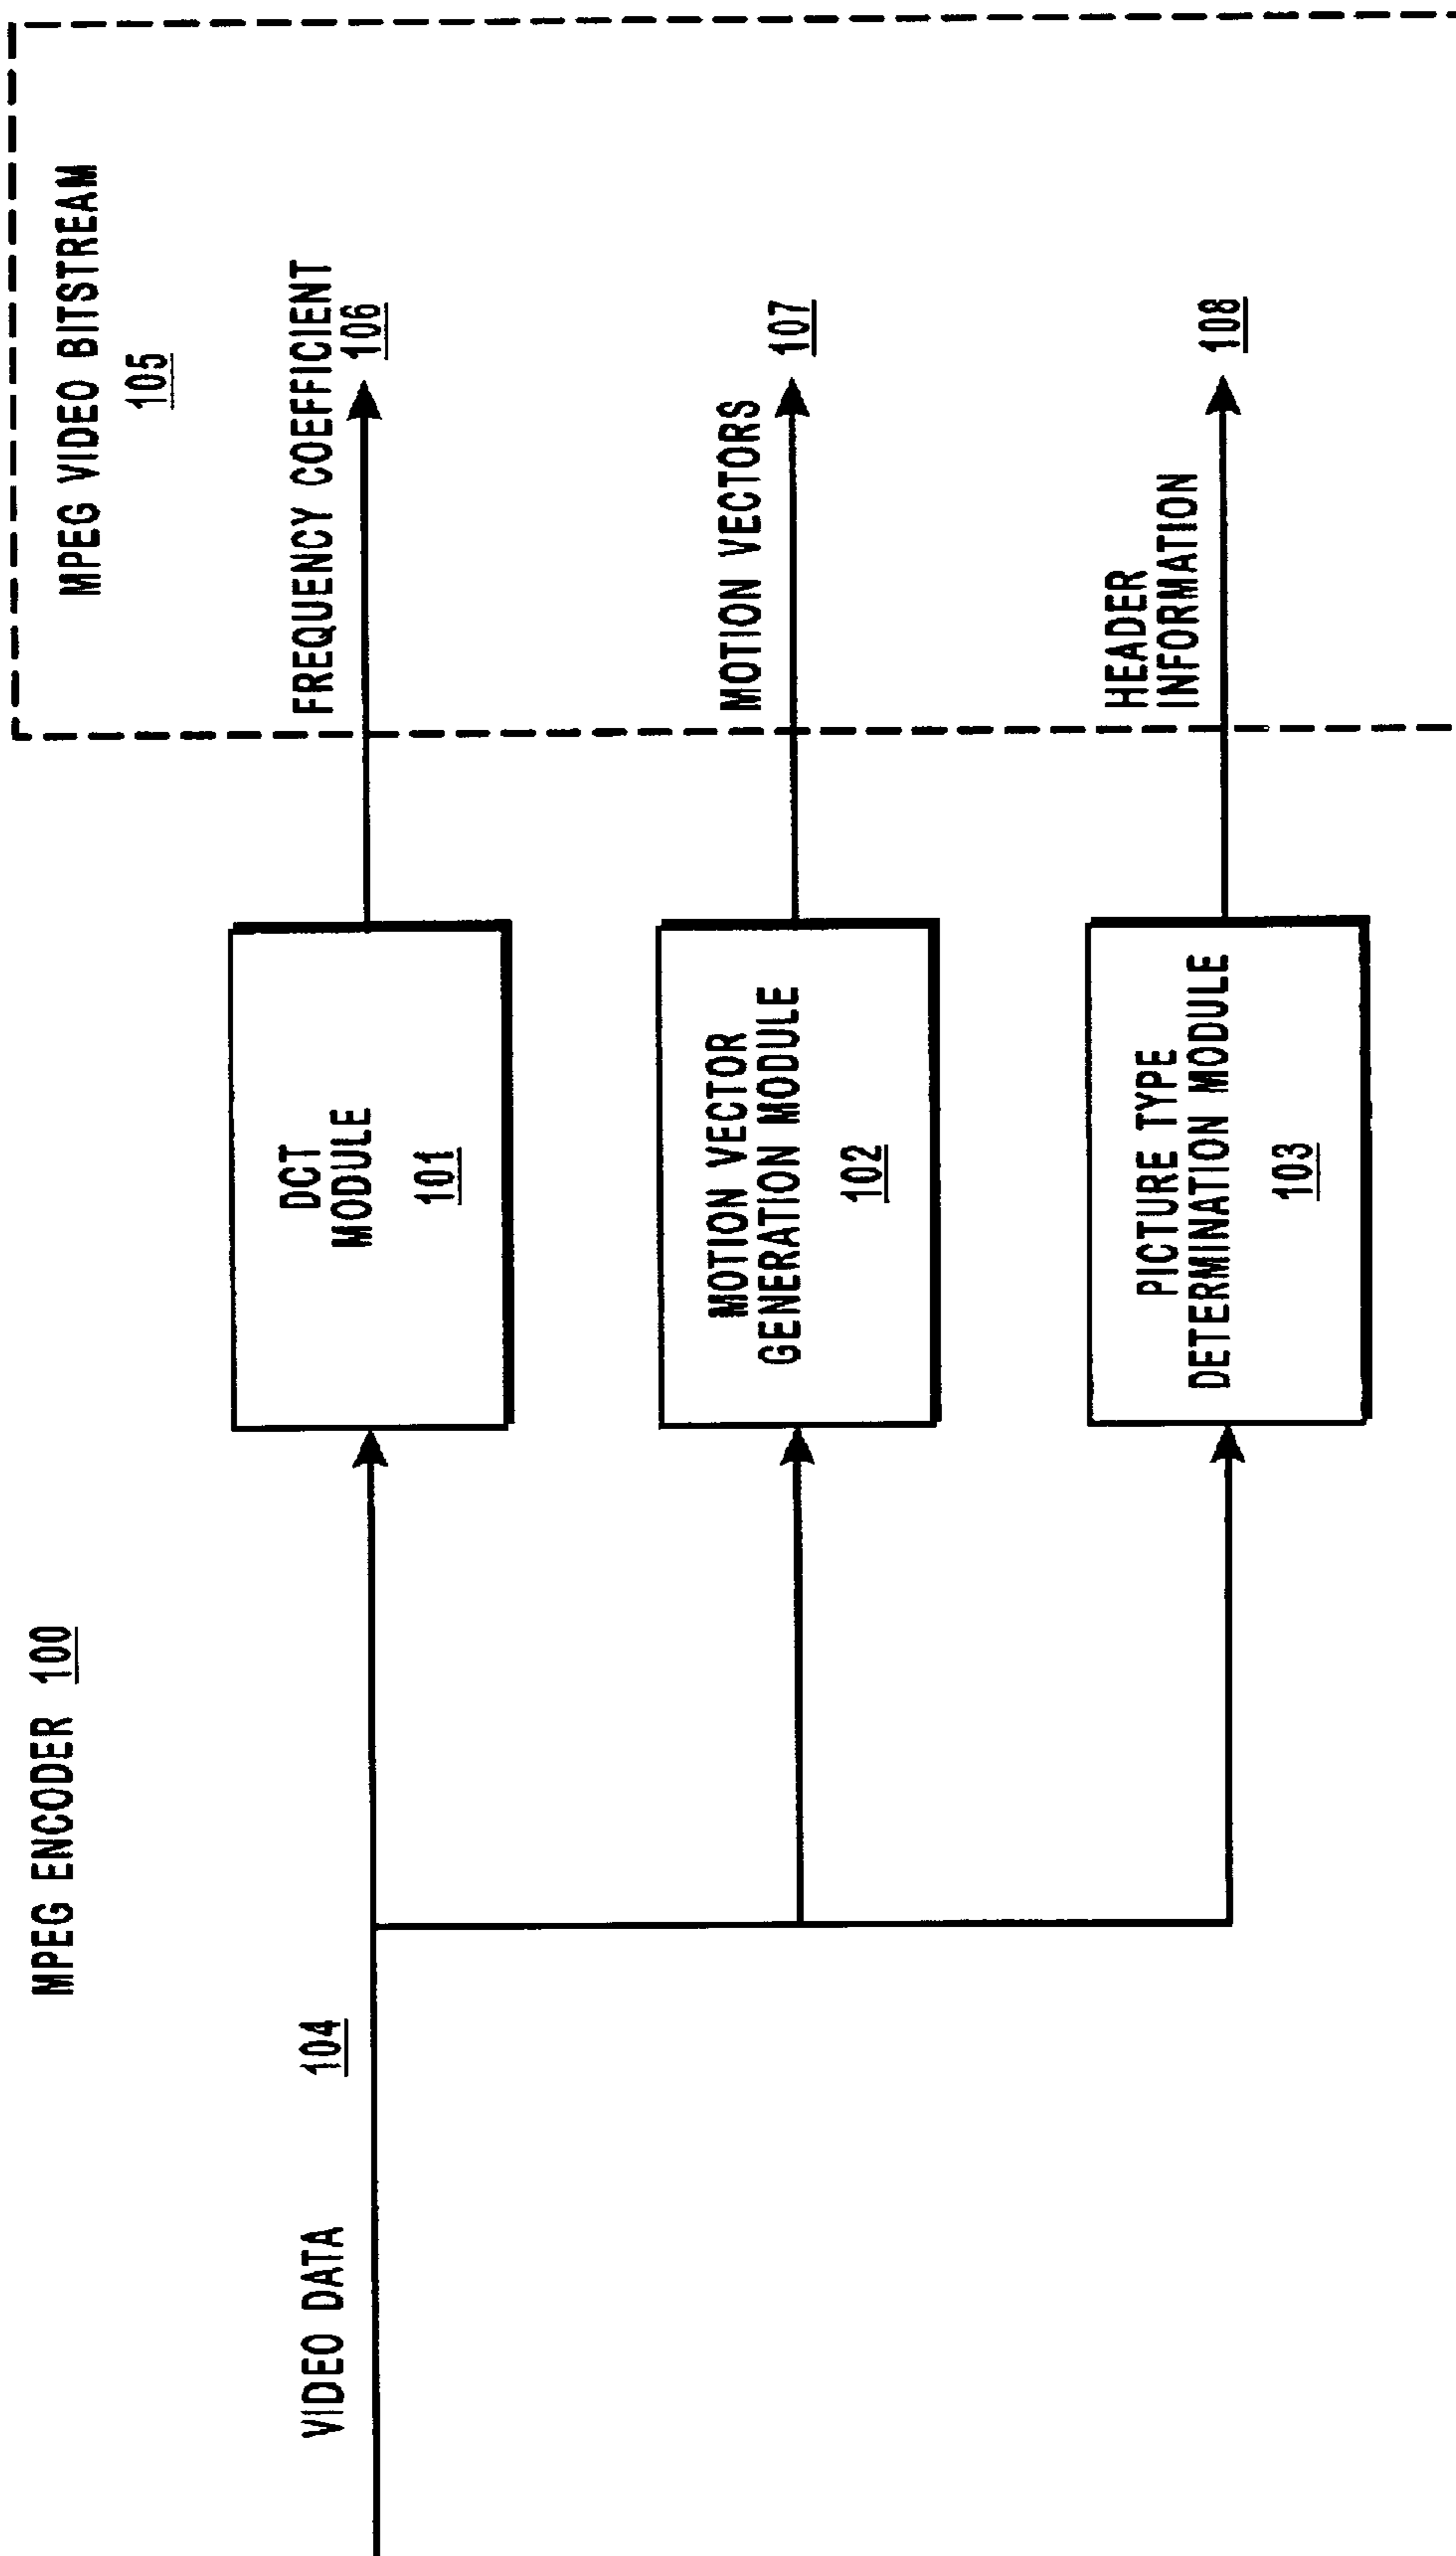 MPEG ENCODER 100
MPEG VIDEO BITSTREAM
105
VIDEO DATA 104
DCT
MODULE
101
FREQUENCY COEFFICIENT
106
MOTION VECTOR
GENERATION MODULE
102
MOTION VECTORS
107
PICTURE TYPE
DETERMINATION MODULE
103
HEADER
INFORMATION
108